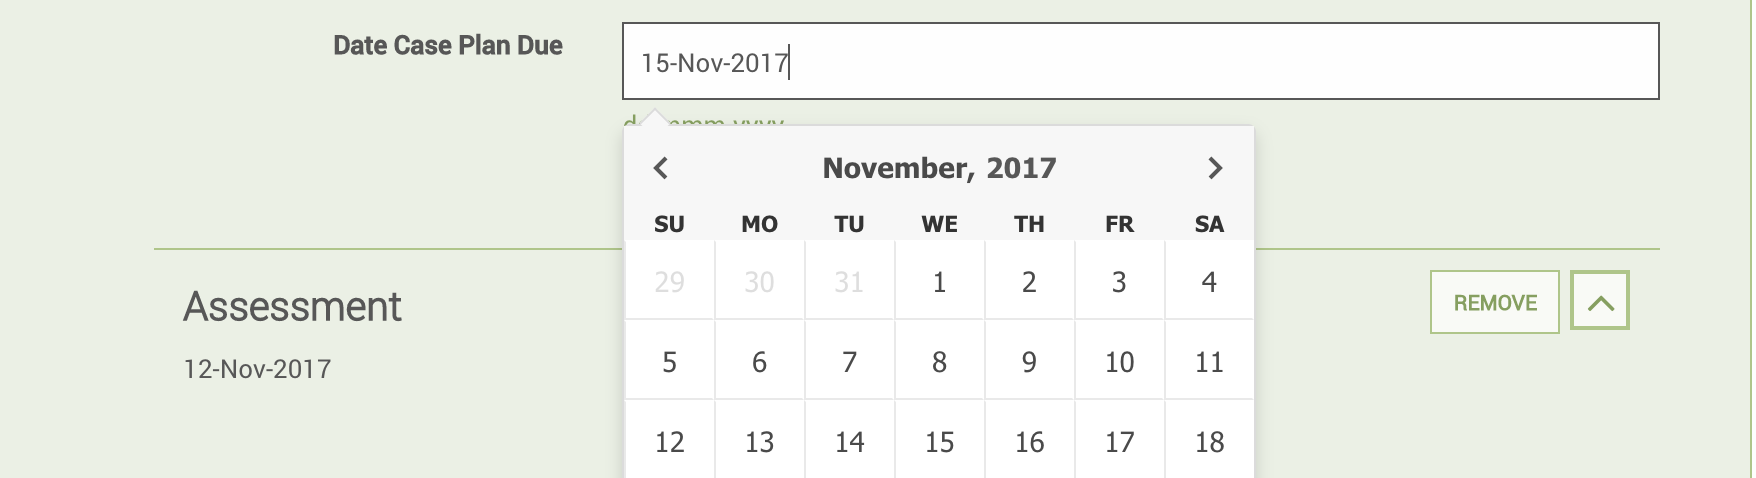 Date Case Plan Due
15-Nov-2017
November, 2017
SU MO TU WE TH FR SA
29 30 31 1 2 3 4
Assessment
REMOVE
12-Nov-2017
5 6 7 8 9 10 11
12 13 14 15 16 17 18